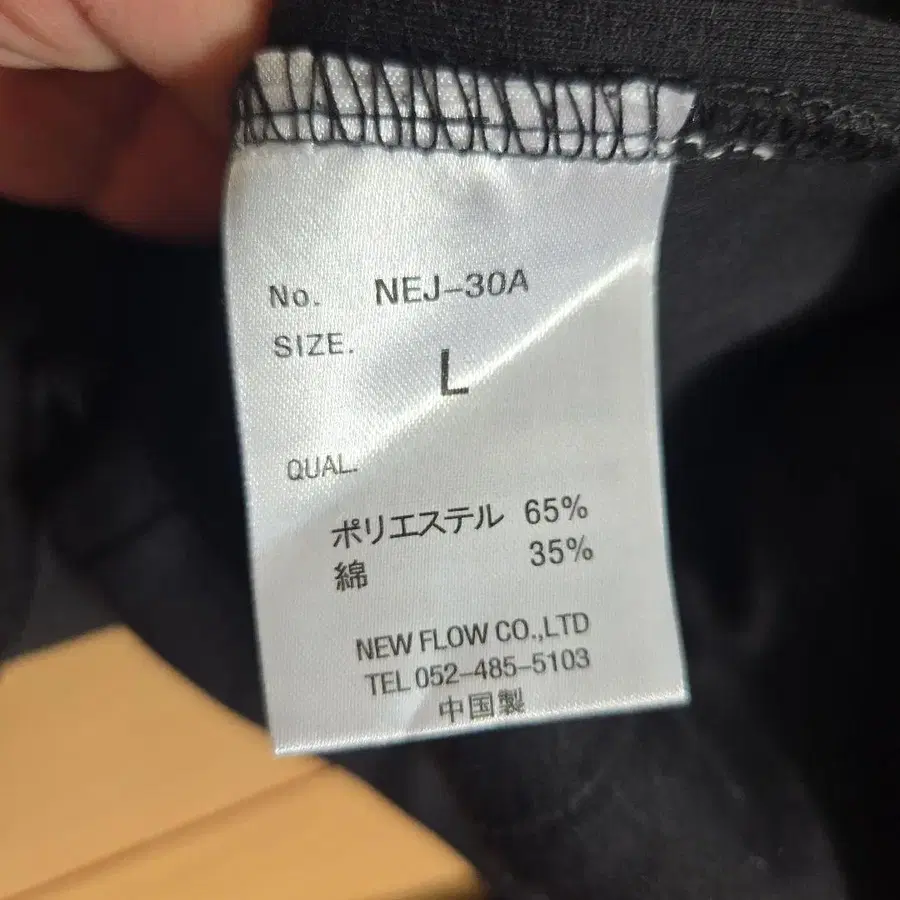 No. NEJ-30A
SIZE.
L
QUAL.
ポリエステル 65%
綿 35%
NEW FLOW CO.,LTD
TEL 052-485-5103
中国製